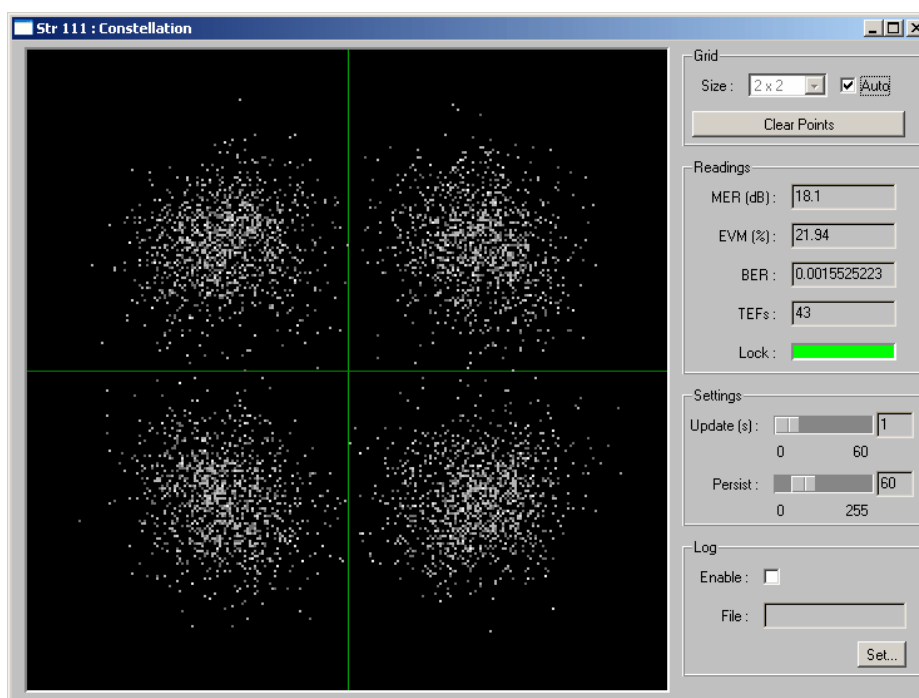 Str 111 : Constellation
Grid
Size : 2 x 2 Auto
Clear Points
Readings
MER (dB) : 18.1
EVM (%) : 21.94
BER : 0.0015525223
TEFs : 43
Lock :
Settings
Update (s) : 1
0 60
Persist : 60
0 255
Log
Enable :
File :
Set...